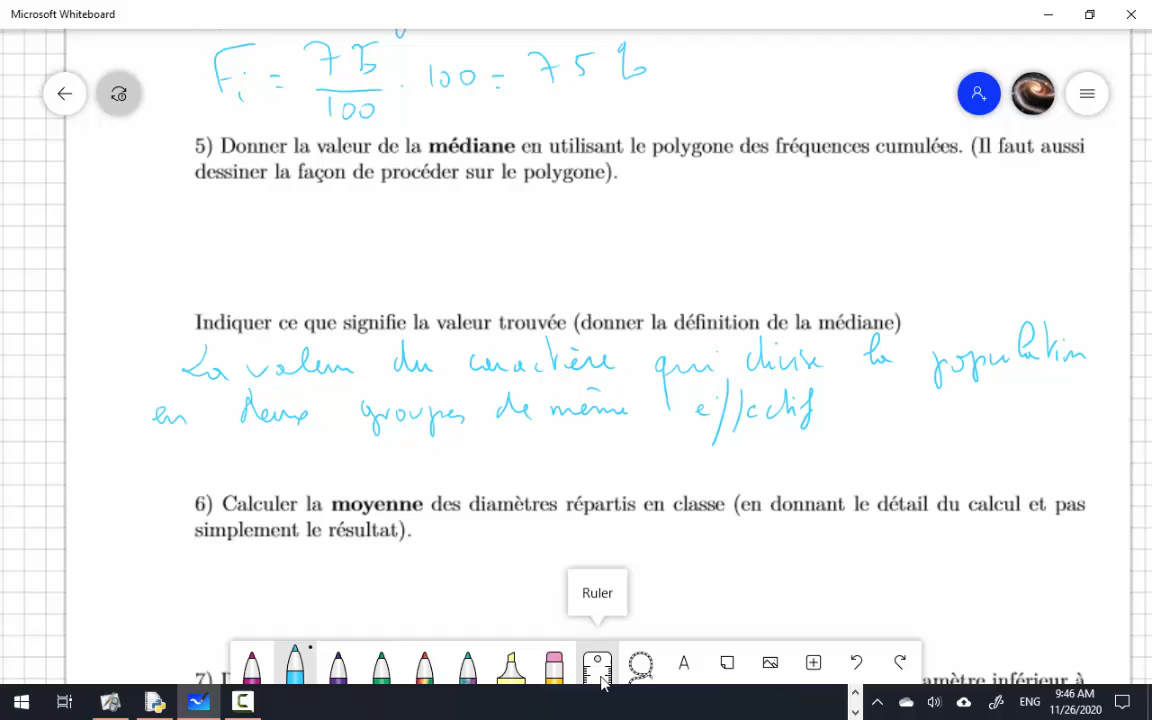 Microsoft Whiteboard
Fi = 75/100 . 100 = 75 %
5) Donner la valeur de la médiane en utilisant le polygone des fréquences cumulées. (Il faut aussi
dessiner la façon de procéder sur le polygone).
Indiquer ce que signifie la valeur trouvée (donner la définition de la médiane)
La valeur du caractère qui divise la population
en deux groupes de même effectif
6) Calculer la moyenne des diamètres répartis en classe (en donnant le détail du calcul et pas
simplement le résultat).
Ruler
7)
amètre inférieur à
A
ENG
9:46 AM
11/26/2020